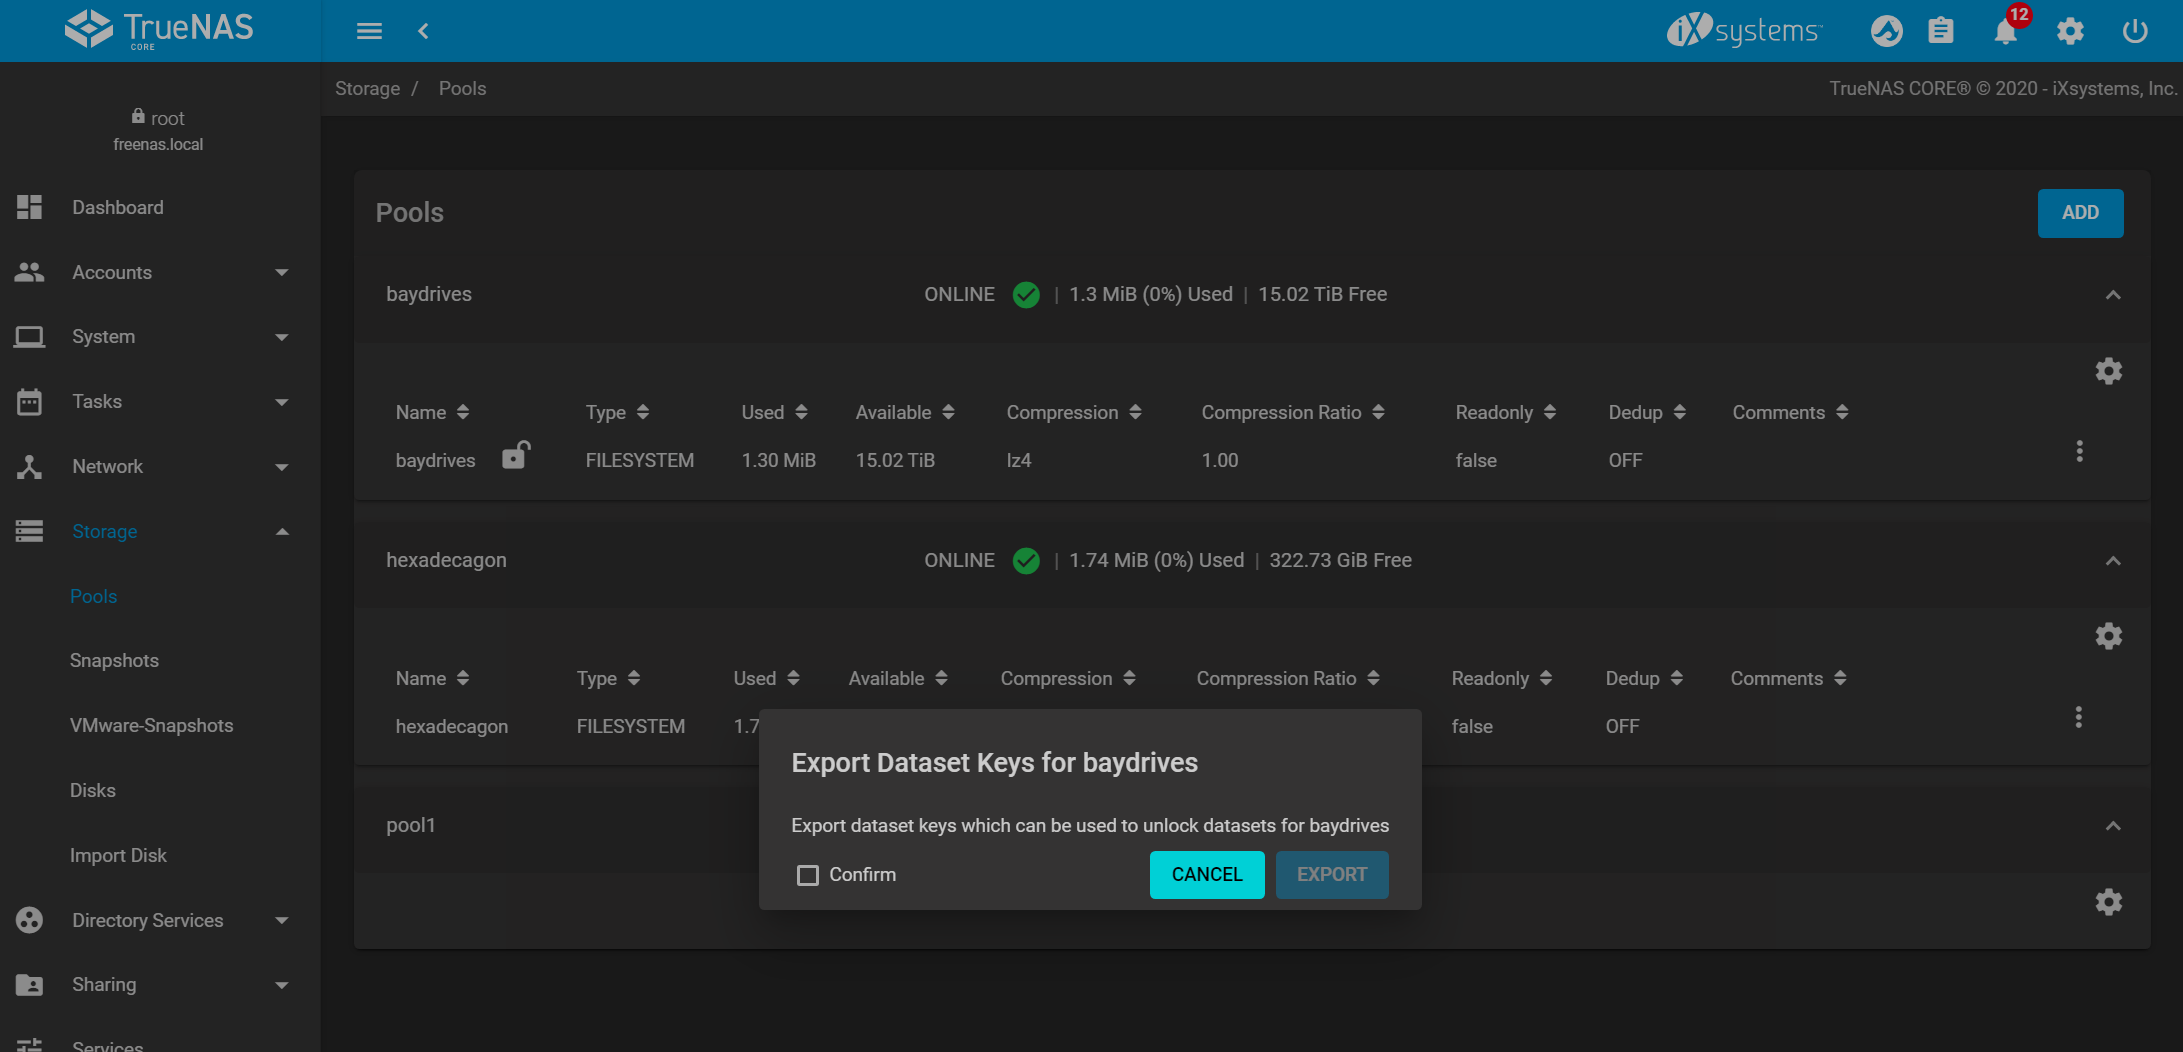 TrueNAS
CORE
iXsystems™
12
Storage / Pools
TrueNAS CORE® © 2020 - iXsystems, Inc.
root
freenas.local
Dashboard
Accounts
System
Tasks
Network
Storage
Pools
Snapshots
VMware-Snapshots
Disks
Import Disk
Directory Services
Sharing
Services
Pools
ADD
baydrives ONLINE | 1.3 MiB (0%) Used | 15.02 TiB Free
Name Type Used Available Compression Compression Ratio Readonly Dedup Comments
baydrives FILESYSTEM 1.30 MiB 15.02 TiB lz4 1.00 false OFF
hexadecagon ONLINE | 1.74 MiB (0%) Used | 322.73 GiB Free
Name Type Used Available Compression Compression Ratio Readonly Dedup Comments
hexadecagon FILESYSTEM 1.7 false OFF
pool1
Export Dataset Keys for baydrives
Export dataset keys which can be used to unlock datasets for baydrives
Confirm
CANCEL
EXPORT